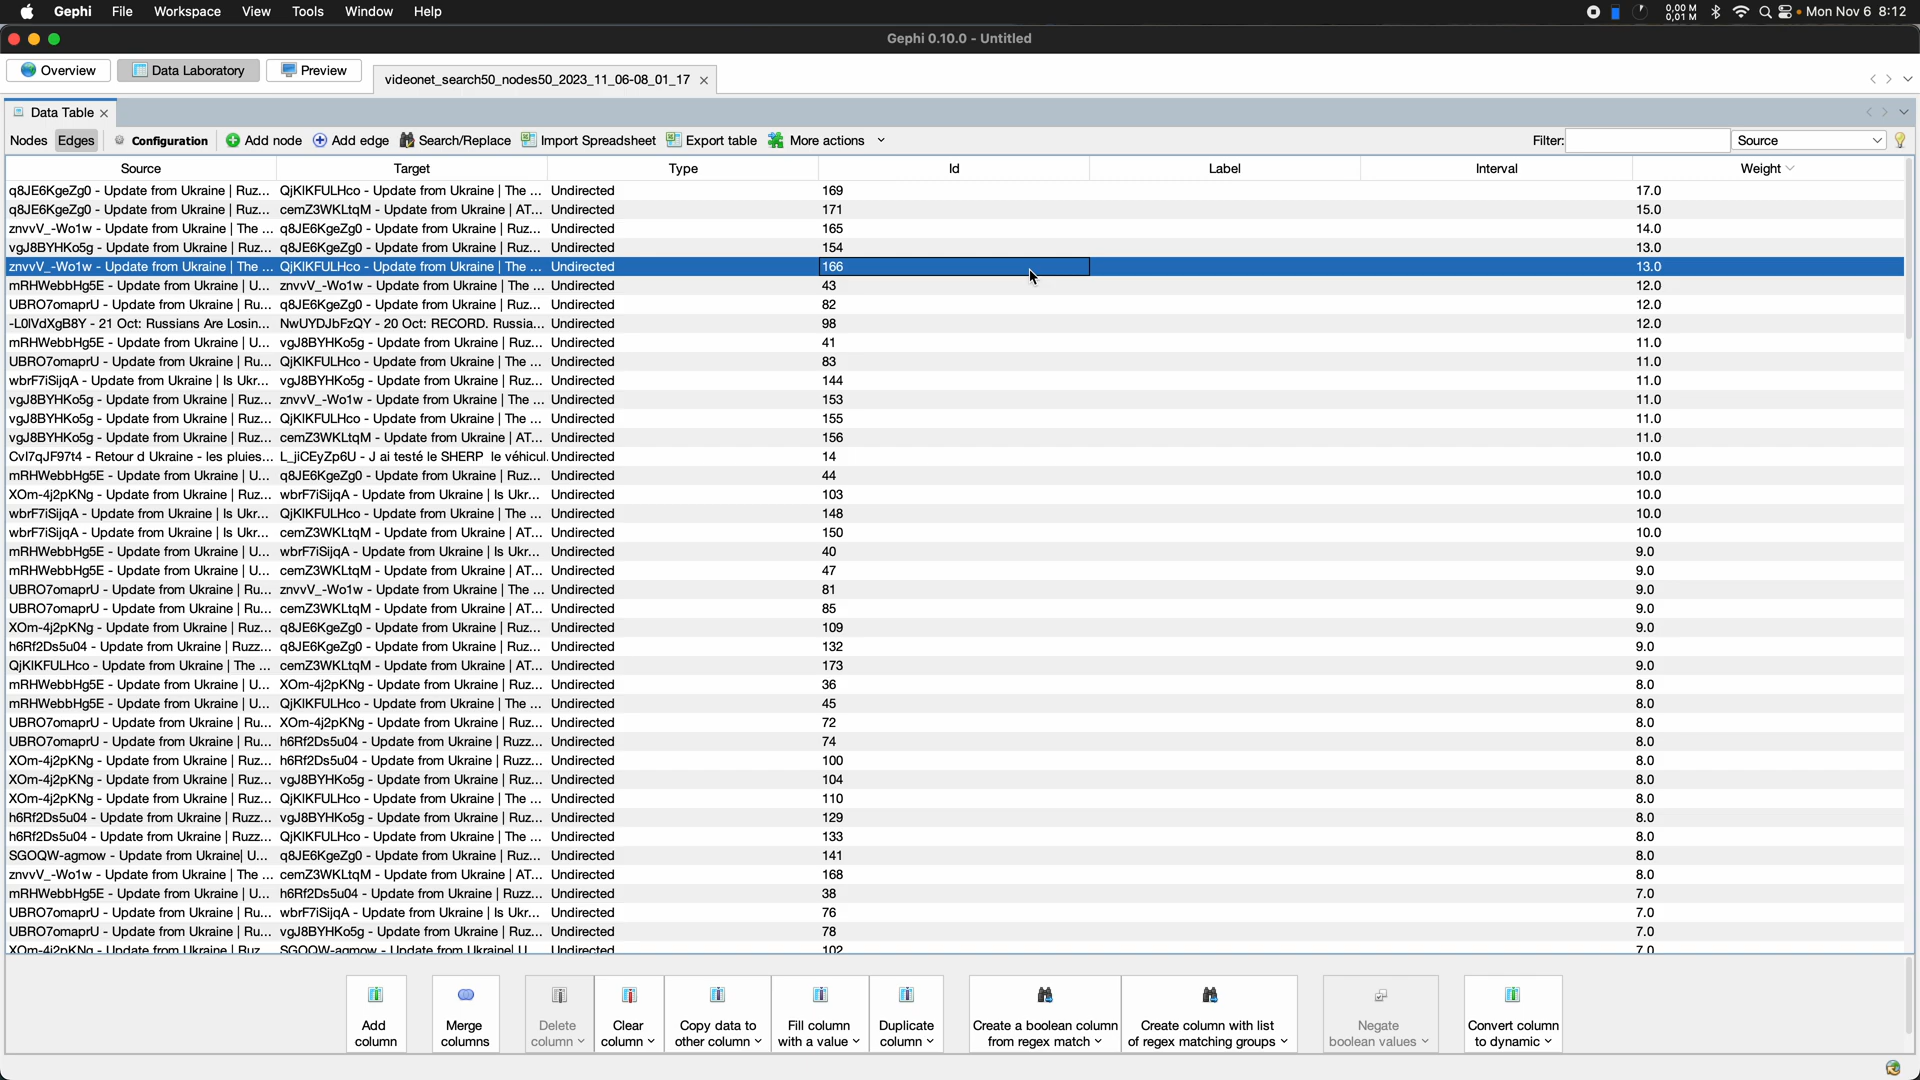 Gephi File Workspace View Tools Window Help 0,00 M 0,01 M Mon Nov 6 8:12
Gephi 0.10.0 - Untitled
Overview Data Laboratory Preview videonet_search50_nodes50_2023_11_06-08_01_17
Data Table
Nodes Edges Configuration Add node Add edge Search/Replace Import Spreadsheet Export table More actions Filter: Source
Source Target Type Id Label Interval Weight
q8JE6KgeZg0 - Update from Ukraine | Ruz... QjKIKFULHco - Update from Ukraine | The ... Undirected 169 17.0
q8JE6KgeZg0 - Update from Ukraine | Ruz... cemZ3WKLtqM - Update from Ukraine | AT... Undirected 171 15.0
znvvV_-Wo1w - Update from Ukraine | The ... q8JE6KgeZg0 - Update from Ukraine | Ruz... Undirected 165 14.0
vgJ8BYHKo5g - Update from Ukraine | Ruz... q8JE6KgeZg0 - Update from Ukraine | Ruz... Undirected 154 13.0
znvvV_-Wo1w - Update from Ukraine | The ... QjKIKFULHco - Update from Ukraine | The ... Undirected 166 13.0
mRHWebbHg5E - Update from Ukraine | U... znvvV_-Wo1w - Update from Ukraine | The ... Undirected 43 12.0
UBRO7omaprU - Update from Ukraine | Ru... q8JE6KgeZg0 - Update from Ukraine | Ruz... Undirected 82 12.0
-L0lVdXgB8Y - 21 Oct: Russians Are Losin... NwUYDJbFzQY - 20 Oct: RECORD. Russia... Undirected 98 12.0
mRHWebbHg5E - Update from Ukraine | U... vgJ8BYHKo5g - Update from Ukraine | Ruz... Undirected 41 11.0
UBRO7omaprU - Update from Ukraine | Ru... QjKIKFULHco - Update from Ukraine | The ... Undirected 83 11.0
wbrF7iSijqA - Update from Ukraine | Is Ukr... vgJ8BYHKo5g - Update from Ukraine | Ruz... Undirected 144 11.0
vgJ8BYHKo5g - Update from Ukraine | Ruz... znvvV_-Wo1w - Update from Ukraine | The ... Undirected 153 11.0
vgJ8BYHKo5g - Update from Ukraine | Ruz... QjKIKFULHco - Update from Ukraine | The ... Undirected 155 11.0
vgJ8BYHKo5g - Update from Ukraine | Ruz... cemZ3WKLtqM - Update from Ukraine | AT... Undirected 156 11.0
CvI7qJF97t4 - Retour d Ukraine - les pluies... L_jiCEyZp6U - J ai testé le SHERP le véhicul... Undirected 14 10.0
mRHWebbHg5E - Update from Ukraine | U... q8JE6KgeZg0 - Update from Ukraine | Ruz... Undirected 44 10.0
XOm-4j2pKNg - Update from Ukraine | Ruz... wbrF7iSijqA - Update from Ukraine | Is Ukr... Undirected 103 10.0
wbrF7iSijqA - Update from Ukraine | Is Ukr... QjKIKFULHco - Update from Ukraine | The ... Undirected 148 10.0
wbrF7iSijqA - Update from Ukraine | Is Ukr... cemZ3WKLtqM - Update from Ukraine | AT... Undirected 150 10.0
mRHWebbHg5E - Update from Ukraine | U... wbrF7iSijqA - Update from Ukraine | Is Ukr... Undirected 40 9.0
mRHWebbHg5E - Update from Ukraine | U... cemZ3WKLtqM - Update from Ukraine | AT... Undirected 47 9.0
UBRO7omaprU - Update from Ukraine | Ru... znvvV_-Wo1w - Update from Ukraine | The ... Undirected 81 9.0
UBRO7omaprU - Update from Ukraine | Ru... cemZ3WKLtqM - Update from Ukraine | AT... Undirected 85 9.0
XOm-4j2pKNg - Update from Ukraine | Ruz... q8JE6KgeZg0 - Update from Ukraine | Ruz... Undirected 109 9.0
h6Rf2Ds5u04 - Update from Ukraine | Ruzz... q8JE6KgeZg0 - Update from Ukraine | Ruz... Undirected 132 9.0
QjKIKFULHco - Update from Ukraine | The ... cemZ3WKLtqM - Update from Ukraine | AT... Undirected 173 9.0
mRHWebbHg5E - Update from Ukraine | U... XOm-4j2pKNg - Update from Ukraine | Ruz... Undirected 36 8.0
mRHWebbHg5E - Update from Ukraine | U... QjKIKFULHco - Update from Ukraine | The ... Undirected 45 8.0
UBRO7omaprU - Update from Ukraine | Ru... XOm-4j2pKNg - Update from Ukraine | Ruz... Undirected 72 8.0
UBRO7omaprU - Update from Ukraine | Ru... h6Rf2Ds5u04 - Update from Ukraine | Ruzz... Undirected 74 8.0
XOm-4j2pKNg - Update from Ukraine | Ruz... h6Rf2Ds5u04 - Update from Ukraine | Ruzz... Undirected 100 8.0
XOm-4j2pKNg - Update from Ukraine | Ruz... vgJ8BYHKo5g - Update from Ukraine | Ruz... Undirected 104 8.0
XOm-4j2pKNg - Update from Ukraine | Ruz... QjKIKFULHco - Update from Ukraine | The ... Undirected 110 8.0
h6Rf2Ds5u04 - Update from Ukraine | Ruzz... vgJ8BYHKo5g - Update from Ukraine | Ruz... Undirected 129 8.0
h6Rf2Ds5u04 - Update from Ukraine | Ruzz... QjKIKFULHco - Update from Ukraine | The ... Undirected 133 8.0
SGOQW-agmow - Update from Ukraine| U... q8JE6KgeZg0 - Update from Ukraine | Ruz... Undirected 141 8.0
znvvV_-Wo1w - Update from Ukraine | The ... cemZ3WKLtqM - Update from Ukraine | AT... Undirected 168 8.0
mRHWebbHg5E - Update from Ukraine | U... h6Rf2Ds5u04 - Update from Ukraine | Ruzz... Undirected 38 7.0
UBRO7omaprU - Update from Ukraine | Ru... wbrF7iSijqA - Update from Ukraine | Is Ukr... Undirected 76 7.0
UBRO7omaprU - Update from Ukraine | Ru... vgJ8BYHKo5g - Update from Ukraine | Ruz... Undirected 78 7.0
XOm-4j2pKNg - Update from Ukraine | Ruz... SGOQW-agmow - Update from Ukraine| U... Undirected 102 7.0
Add column Merge columns Delete column Clear column Copy data to other column Fill column with a value Duplicate column Create a boolean column from regex match Create column with list of regex matching groups Negate boolean values Convert column to dynamic